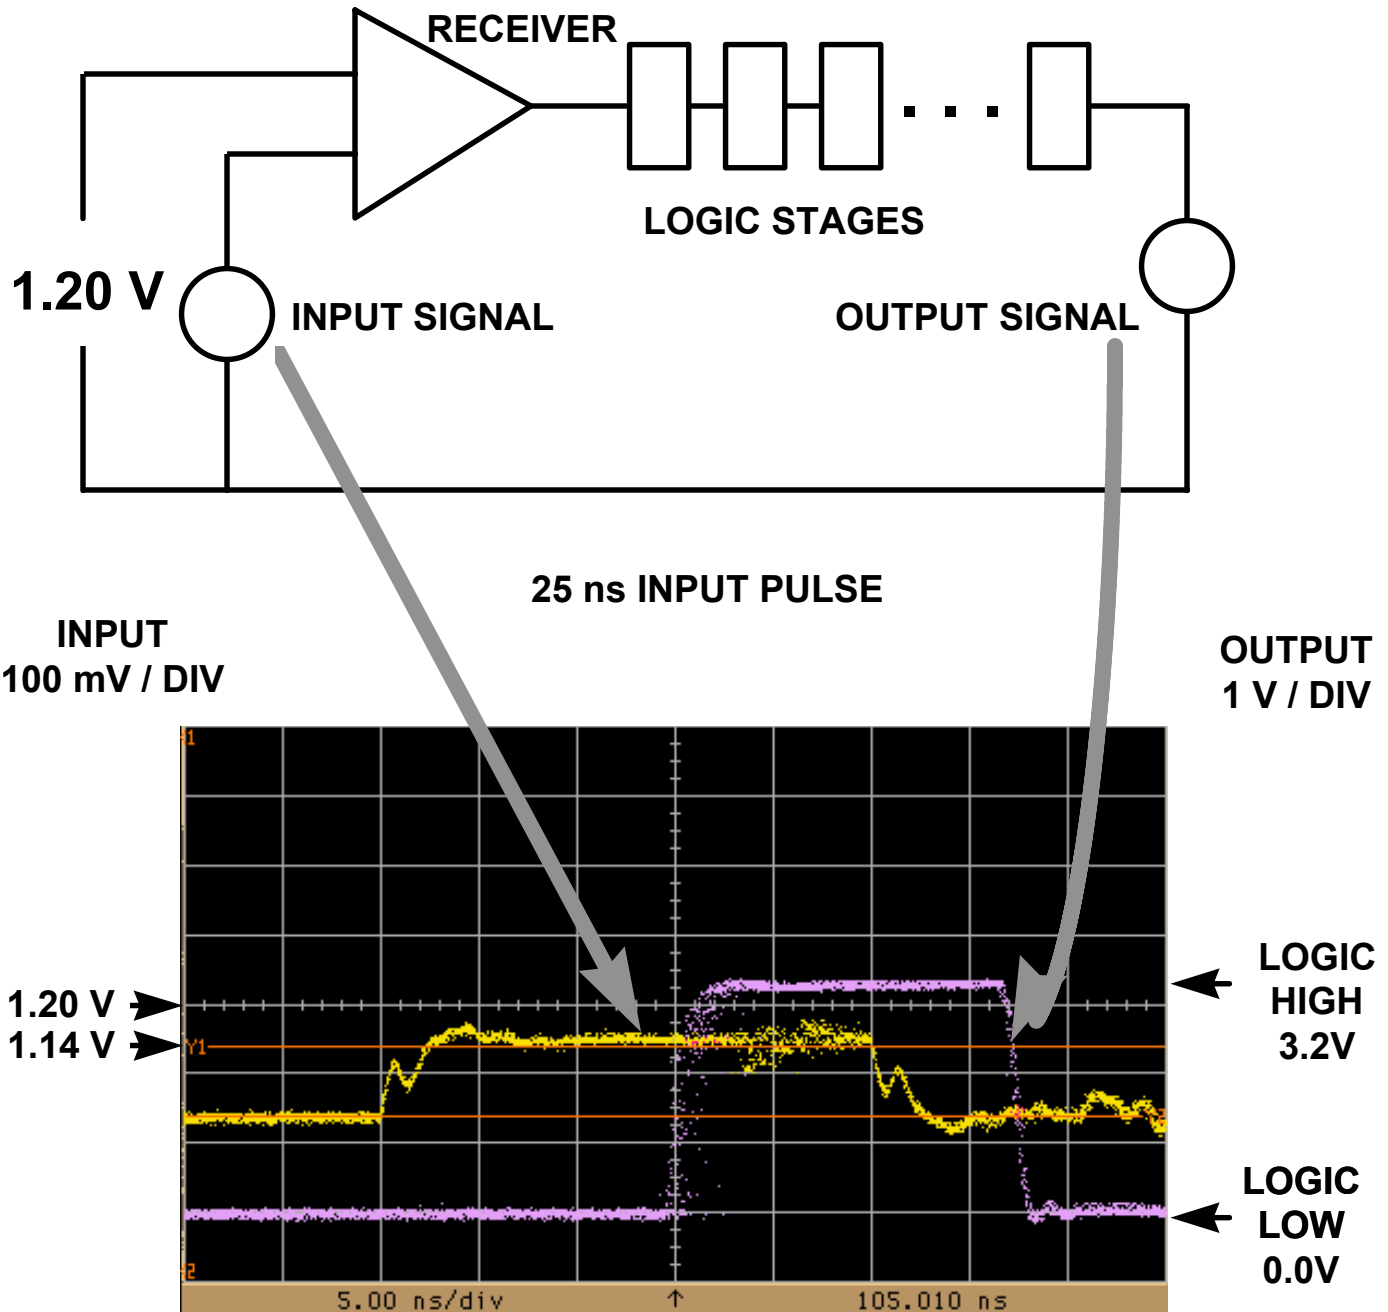 RECEIVER
LOGIC STAGES
1.20 V
INPUT SIGNAL
OUTPUT SIGNAL
25 ns INPUT PULSE
INPUT
100 mV / DIV
OUTPUT
1 V / DIV
1
1.20 V
1.14 V
Y1
LOGIC
HIGH
3.2V
LOGIC
LOW
0.0V
2
5.00 ns/div
105.010 ns